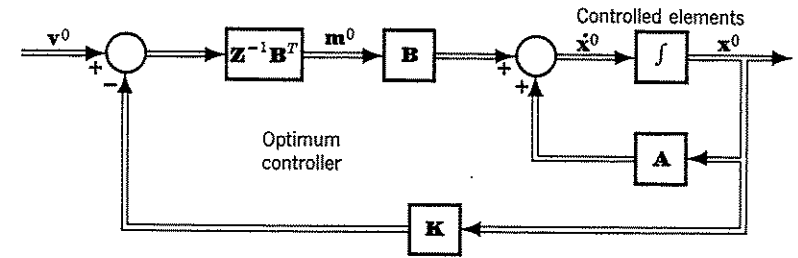 Controlled elements
v⁰
+
−
Z⁻¹Bᵀ
m⁰
B
+
+
ẋ⁰
∫
x⁰
Optimum
controller
A
K